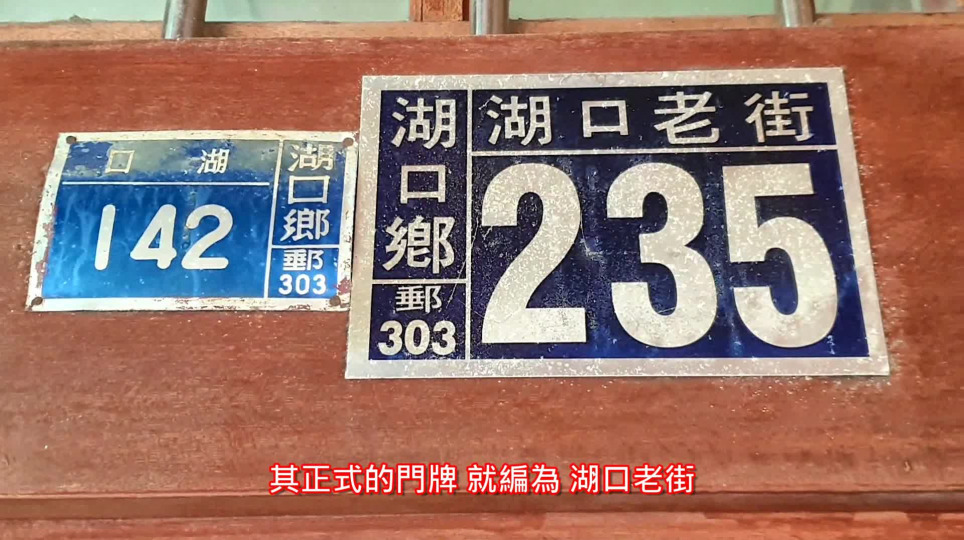 口 湖
142
湖口鄉
郵
303
湖口鄉
郵
303
湖口老街
235
其正式的門牌 就編為 湖口老街